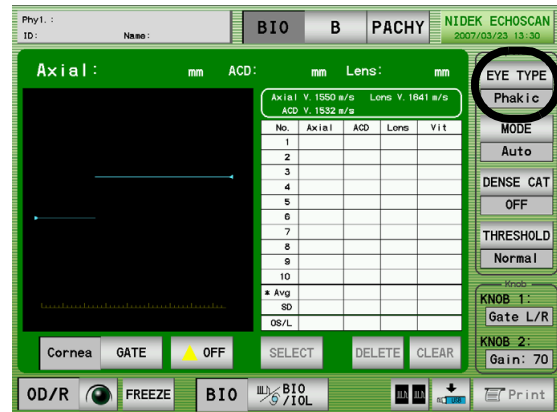 Phy1. :
ID: Name:
BIO B PACHY
NIDEK ECHOSCAN
2007/03/23 13:30
Axial: mm ACD: mm Lens: mm
Axial V. 1550 m/s Lens V. 1641 m/s
ACD V. 1532 m/s
No. Axial ACD Lens Vit
1
2
3
4
5
6
7
8
9
10
* Avg
SD
OS/L
EYE TYPE
Phakic
MODE
Auto
DENSE CAT
OFF
THRESHOLD
Normal
Knob
KNOB 1:
Gate L/R
KNOB 2:
Gain: 70
Cornea GATE OFF SELECT DELETE CLEAR
OD/R FREEZE BIO BIO/IOL USB Print